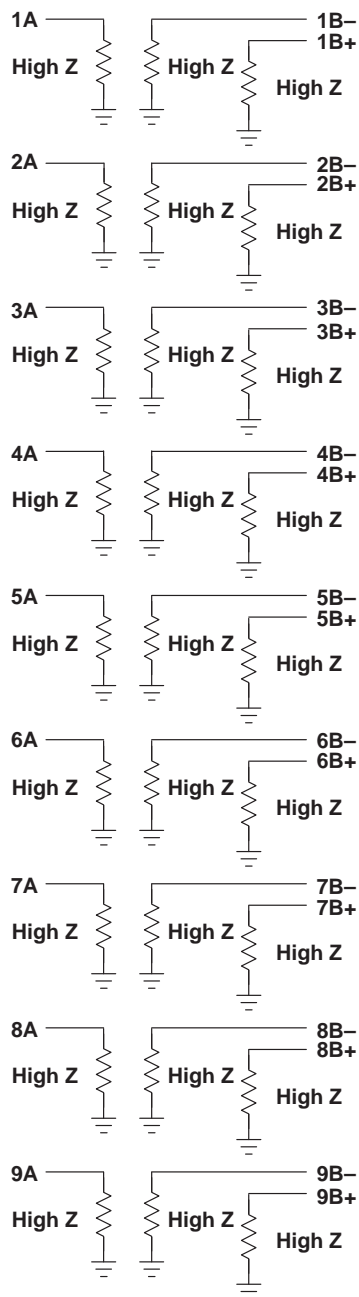 1A 1B–
1B+
High Z High Z High Z
2A 2B–
2B+
High Z High Z High Z
3A 3B–
3B+
High Z High Z High Z
4A 4B–
4B+
High Z High Z High Z
5A 5B–
5B+
High Z High Z High Z
6A 6B–
6B+
High Z High Z High Z
7A 7B–
7B+
High Z High Z High Z
8A 8B–
8B+
High Z High Z High Z
9A 9B–
9B+
High Z High Z High Z